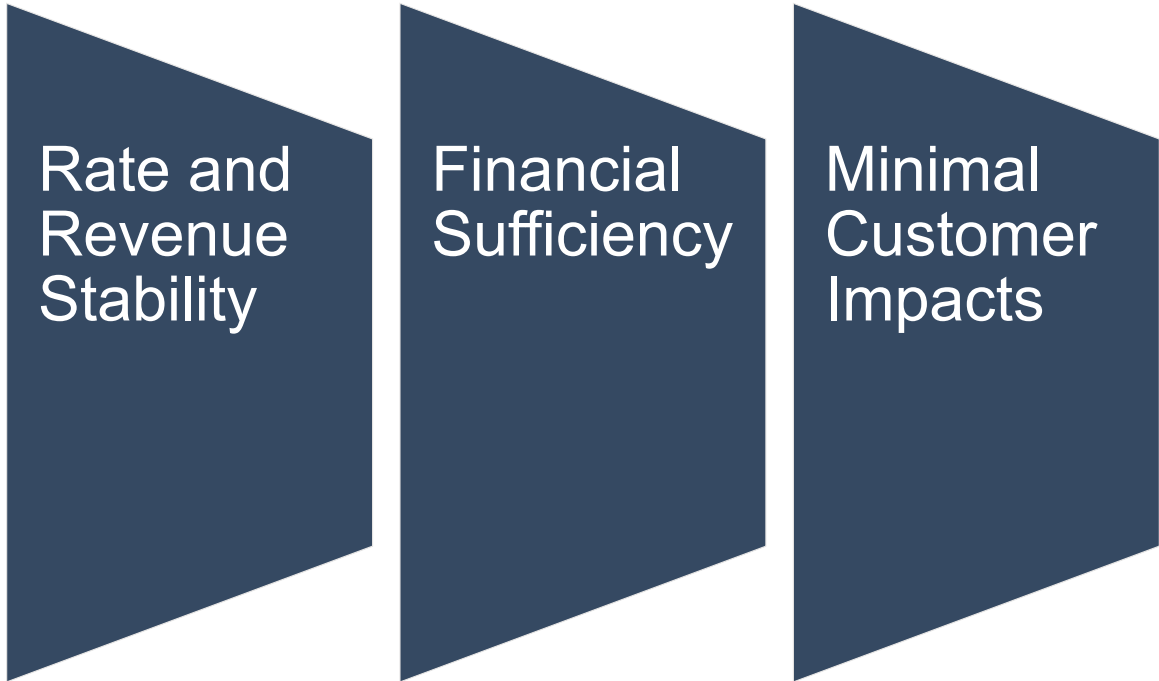 Rate and
Revenue
Stability
Financial
Sufficiency
Minimal
Customer
Impacts